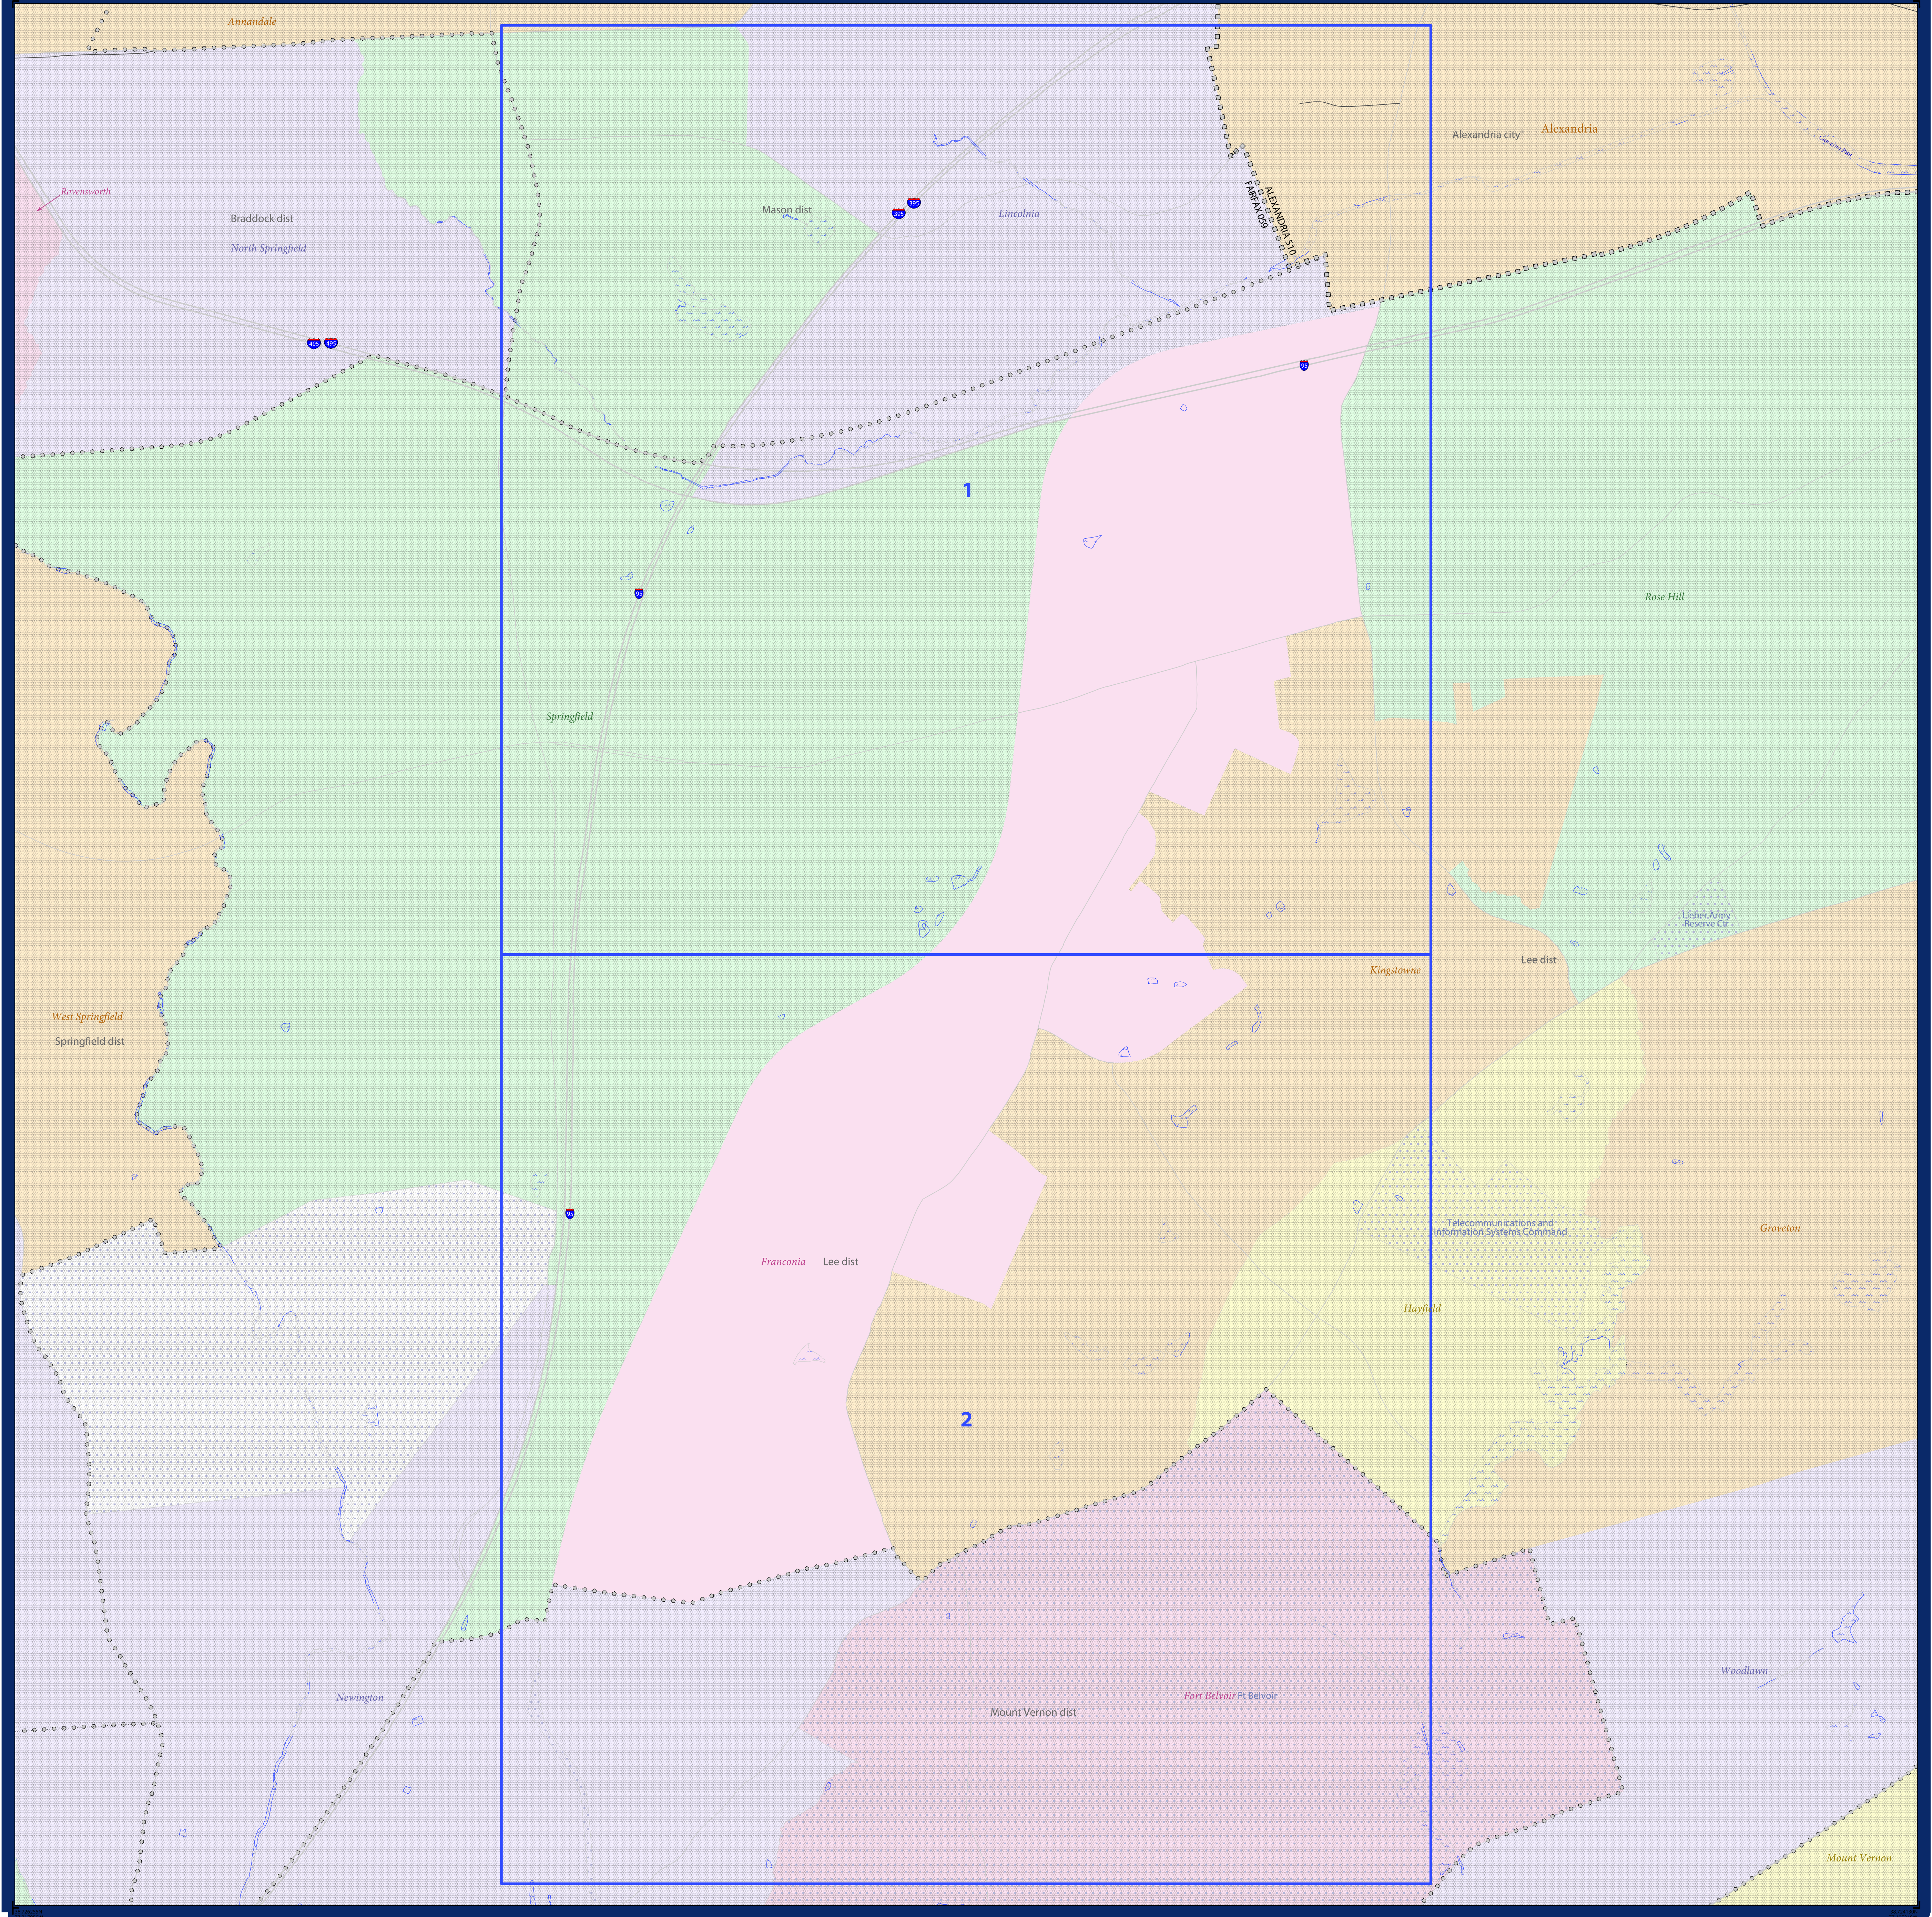 Annandale
Alexandria city°
Alexandria
Cameron Run
Ravensworth
Braddock dist
North Springfield
Mason dist
395
395
Lincolnia
ALEXANDRIA 510
FAIRFAX 059
495
495
95
1
95
Rose Hill
Springfield
Lieber Army
Reserve Ctr
Lee dist
Kingstowne
West Springfield
Springfield dist
95
Telecommunications and
Information Systems Command
Groveton
Franconia
Lee dist
Hayfield
2
Woodlawn
Newington
Fort Belvoir
Ft Belvoir
Mount Vernon dist
Mount Vernon